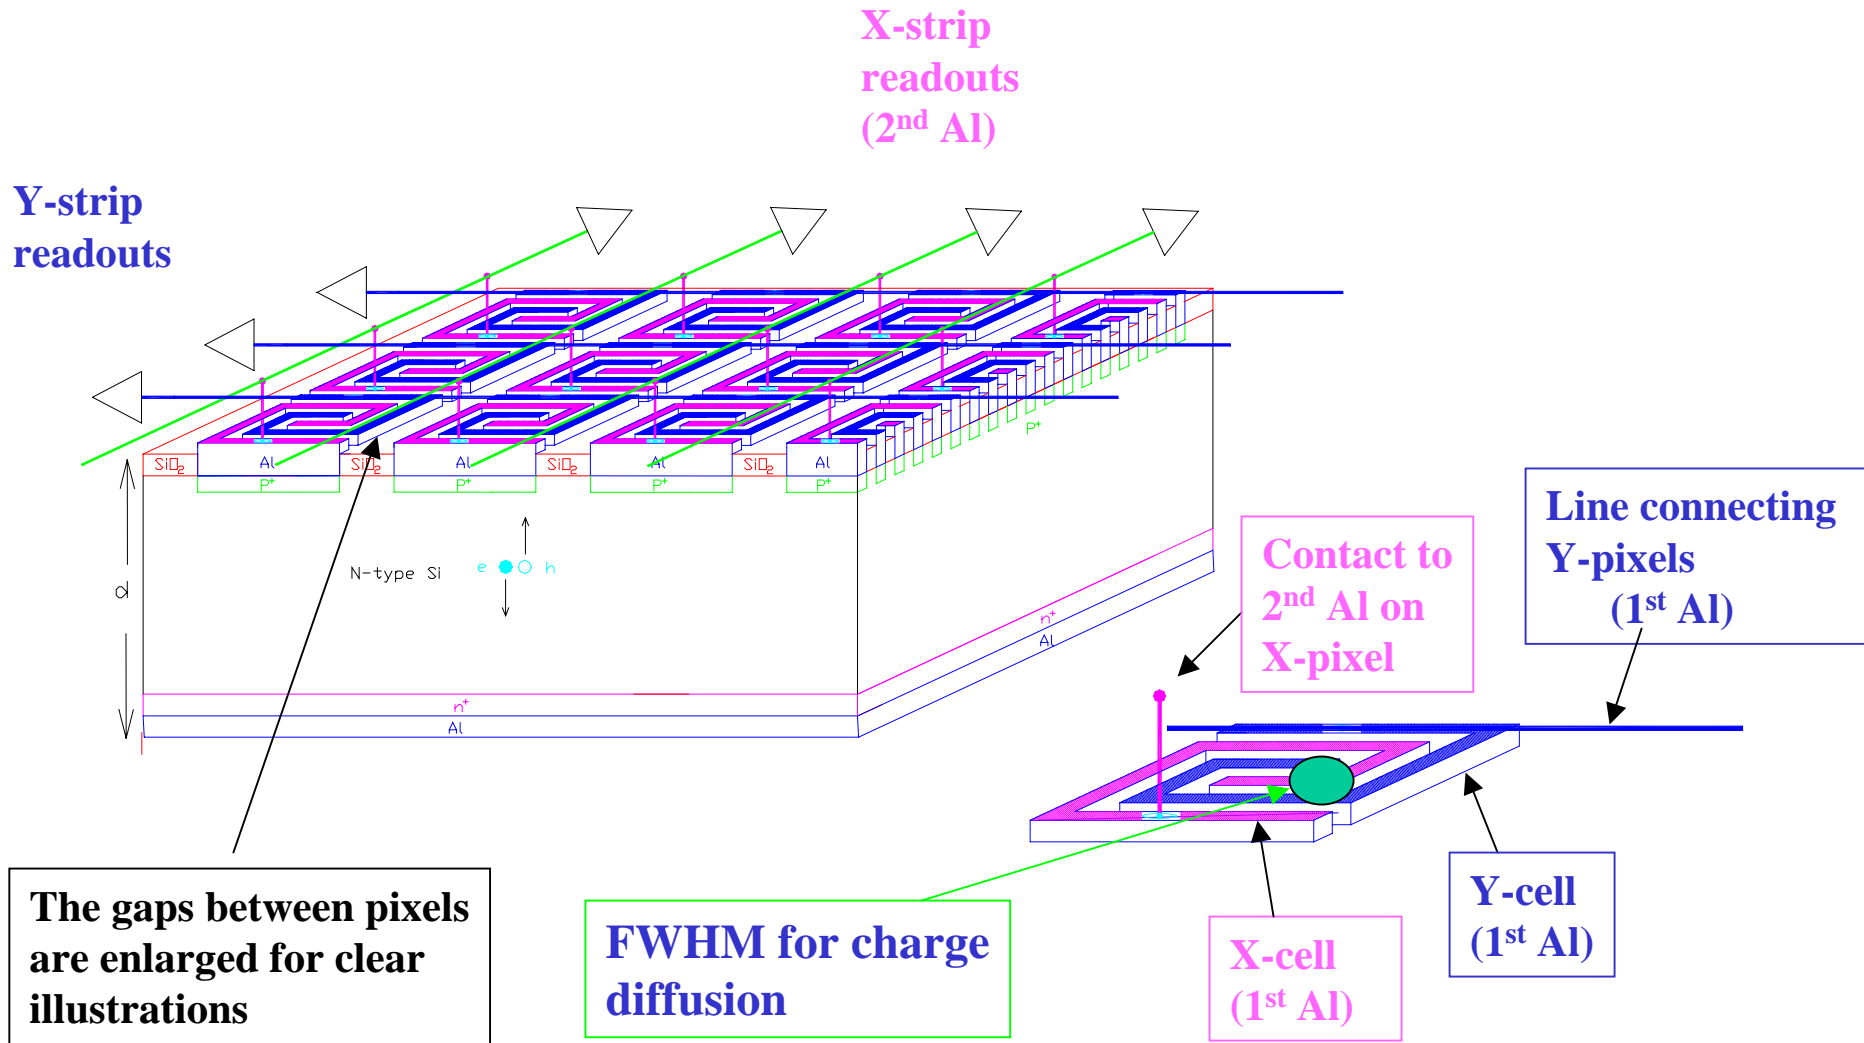 X-strip
readouts
(2nd Al)
Y-strip
readouts
SiO2
Al
SiO2
Al
SiO2
Al
SiO2
Al
P+
P+
P+
P+
P+
d
N-type Si
e
h
n+
Al
n+
Al
Contact to
2nd Al on
X-pixel
Line connecting
Y-pixels
(1st Al)
The gaps between pixels
are enlarged for clear
illustrations
FWHM for charge
diffusion
X-cell
(1st Al)
Y-cell
(1st Al)